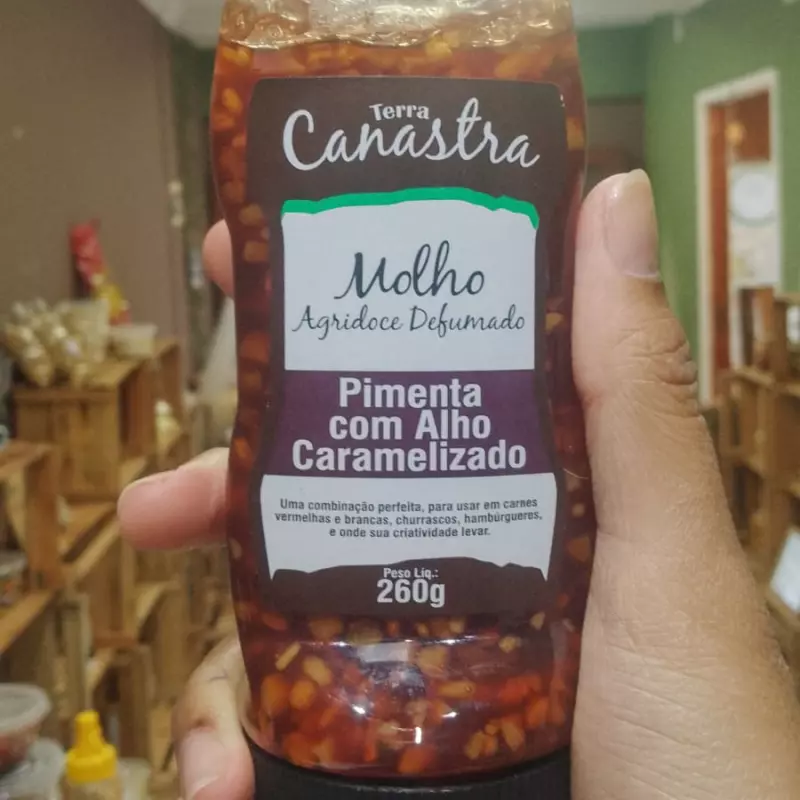 Terra
Canastra
Molho
Agridoce Defumado
Pimenta
com Alho
Caramelizado
Uma combinação perfeita, para usar em carnes
vermelhas e brancas, churrascos, hambúrgueres,
e onde sua criatividade levar.
Peso Liq.:
260g